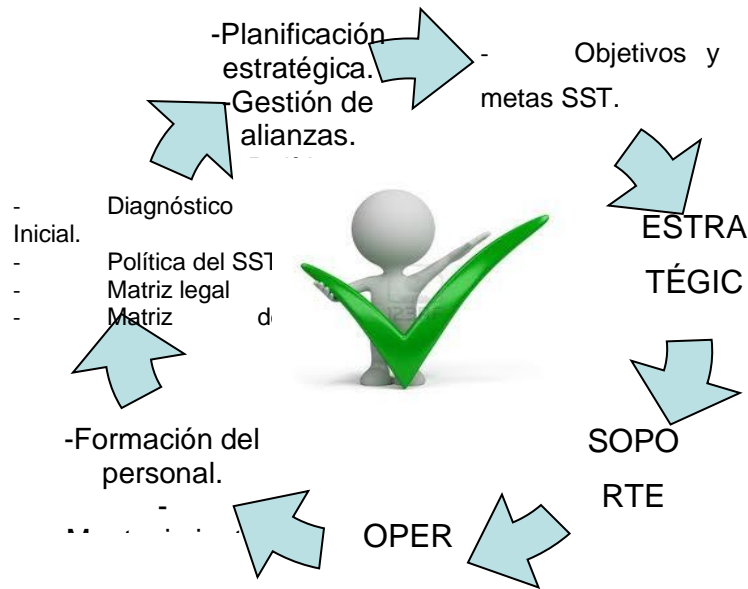 -Planificación
estratégica.
-Gestión de
alianzas.
- Objetivos y
metas SST.
ESTRA
TÉGIC
SOPO
RTE
OPER
-Formación del
personal.
-
- Diagnóstico
Inicial.
- Política del SST
- Matriz legal
- Matriz